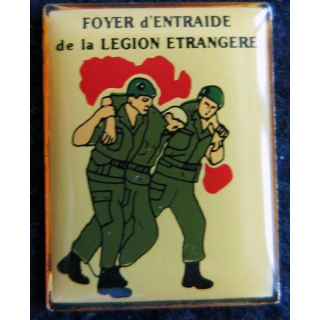 FOYER d'ENTRAIDE
de la LEGION ETRANGERE